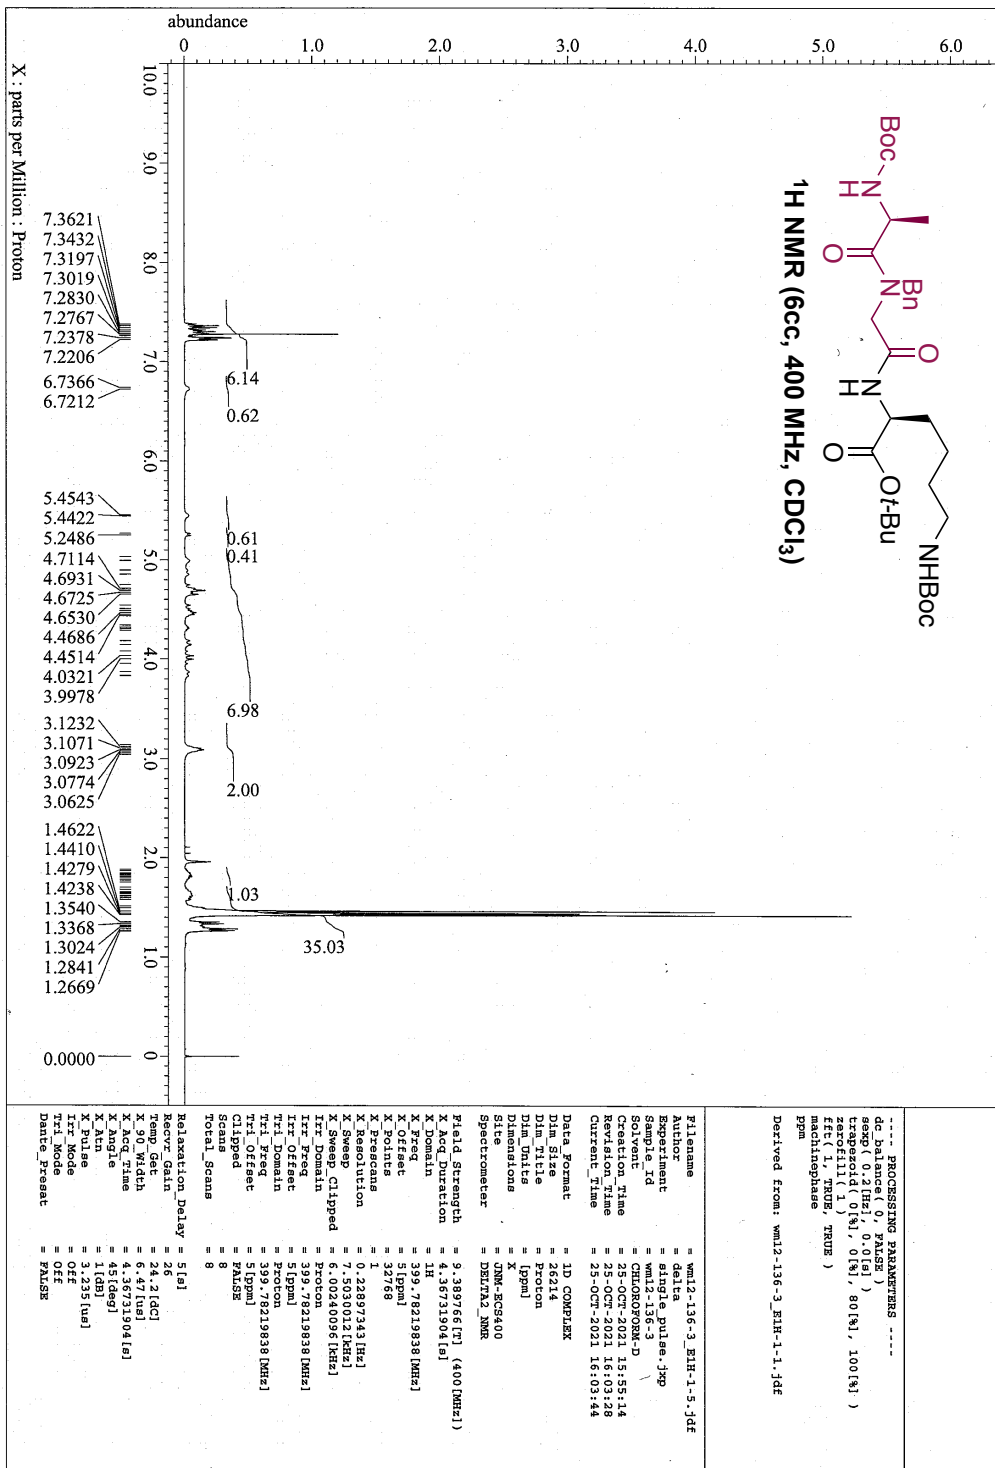 Boc
N
H
O
N
Bn
O
N
H
O
Ot-Bu
NHBoc
¹H NMR (6cc, 400 MHz, CDCl₃)
abundance
0 1.0 2.0 3.0 4.0 5.0 6.0
10.0 9.0 8.0 7.0 6.0 5.0 4.0 3.0 2.0 1.0 0
6.14
0.62
0.61
0.41
6.98
2.00
1.03
35.03
7.3621
7.3432
7.3197
7.3019
7.2830
7.2767
7.2378
7.2206
6.7366
6.7212
5.4543
5.4422
5.2486
4.7114
4.6931
4.6725
4.6530
4.4686
4.4514
4.0321
3.9978
3.1232
3.1071
3.0923
3.0774
3.0625
1.4622
1.4410
1.4279
1.4238
1.3540
1.3368
1.3024
1.2841
1.2669
0.0000
X : parts per Million : Proton
---- PROCESSING PARAMETERS ----
dc_balance( 0, FALSE )
sexp( 0.2[Hz], 0.0[s] )
trapezoid( 0[%], 0[%], 80[%], 100[%] )
zerofill( 1 )
fft( 1, TRUE, TRUE )
machinephase
ppm
Derived from: wm12-136-3_E1H-1-1.jdf
Filename = wm12-136-3_E1H-1-5.jdf
Author = delta
Experiment = single_pulse.jxp
Sample_Id = wm12-136-3
Solvent = CHLOROFORM-D
Creation_Time = 25-OCT-2021 15:55:14
Revision_Time = 25-OCT-2021 16:03:28
Current_Time = 25-OCT-2021 16:03:44
Data_Format = 1D COMPLEX
Dim_Size = 26214
Dim_Title = Proton
Dim_Units = [ppm]
Dimensions = X
Site = JNM-ECS400
Spectrometer = DELTA2_NMR
Field_Strength = 9.389766[T] (400[MHz])
X_Acq_Duration = 4.36731904[s]
X_Domain = 1H
X_Freq = 399.78219838[MHz]
X_Offset = 5[ppm]
X_Points = 32768
X_Prescans = 1
X_Resolution = 0.22897343[Hz]
X_Sweep = 7.5030012[kHz]
X_Sweep_Clipped = 6.00240096[kHz]
Irr_Domain = Proton
Irr_Freq = 399.78219838[MHz]
Irr_Offset = 5[ppm]
Tri_Domain = Proton
Tri_Freq = 399.78219838[MHz]
Tri_Offset = 5[ppm]
Clipped = FALSE
Scans = 8
Total_Scans = 8
Relaxation_Delay = 5[s]
Recvr_Gain = 26
Temp_Get = 24.2[dC]
X_90_Width = 6.47[us]
X_Acq_Time = 4.36731904[s]
X_Angle = 45[deg]
X_Atn = 1[dB]
X_Pulse = 3.235[us]
Irr_Mode = Off
Tri_Mode = Off
Dante_Presat = FALSE